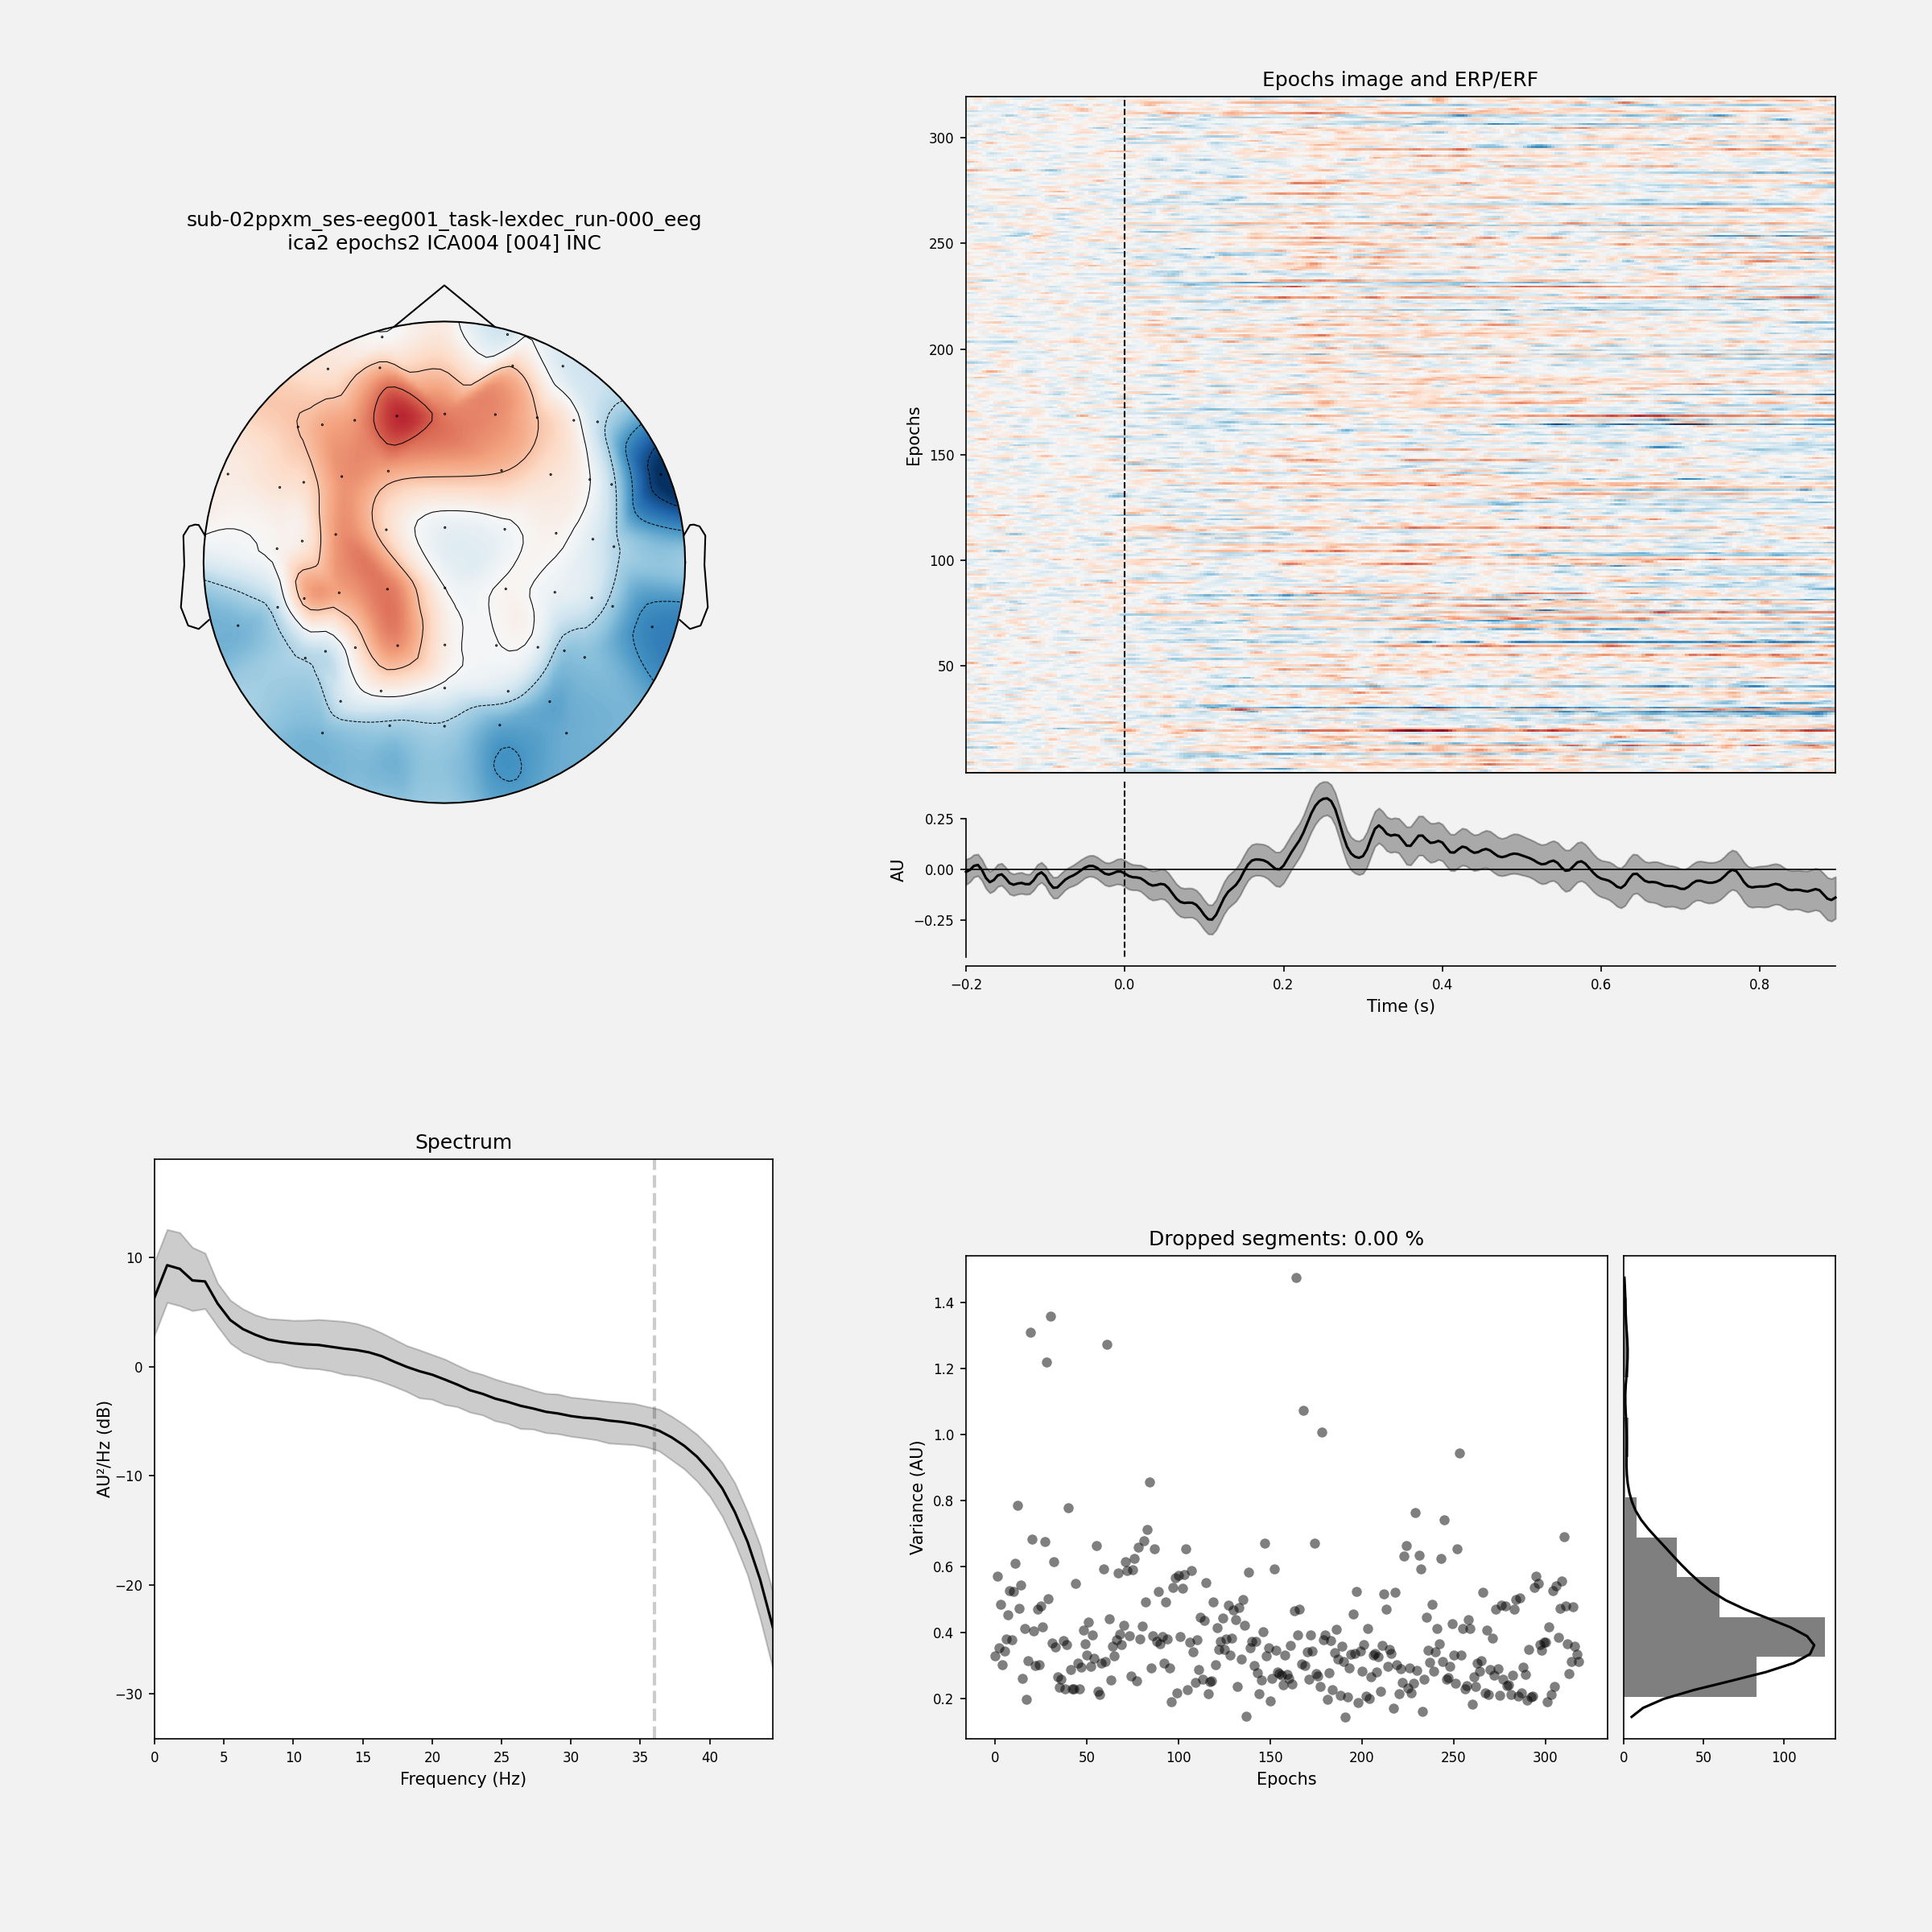 sub-02ppxm_ses-eeg001_task-lexdec_run-000_eeg
ica2 epochs2 ICA004 [004] INC
Epochs image and ERP/ERF
300
250
200
150
100
50
Epochs
0.25
0.00
−0.25
AU
−0.2 0.0 0.2 0.4 0.6 0.8
Time (s)
Spectrum
10
0
−10
−20
−30
AU²/Hz (dB)
0 5 10 15 20 25 30 35 40
Frequency (Hz)
Dropped segments: 0.00 %
1.4
1.2
1.0
0.8
0.6
0.4
0.2
Variance (AU)
0 50 100 150 200 250 300
Epochs
0 50 100